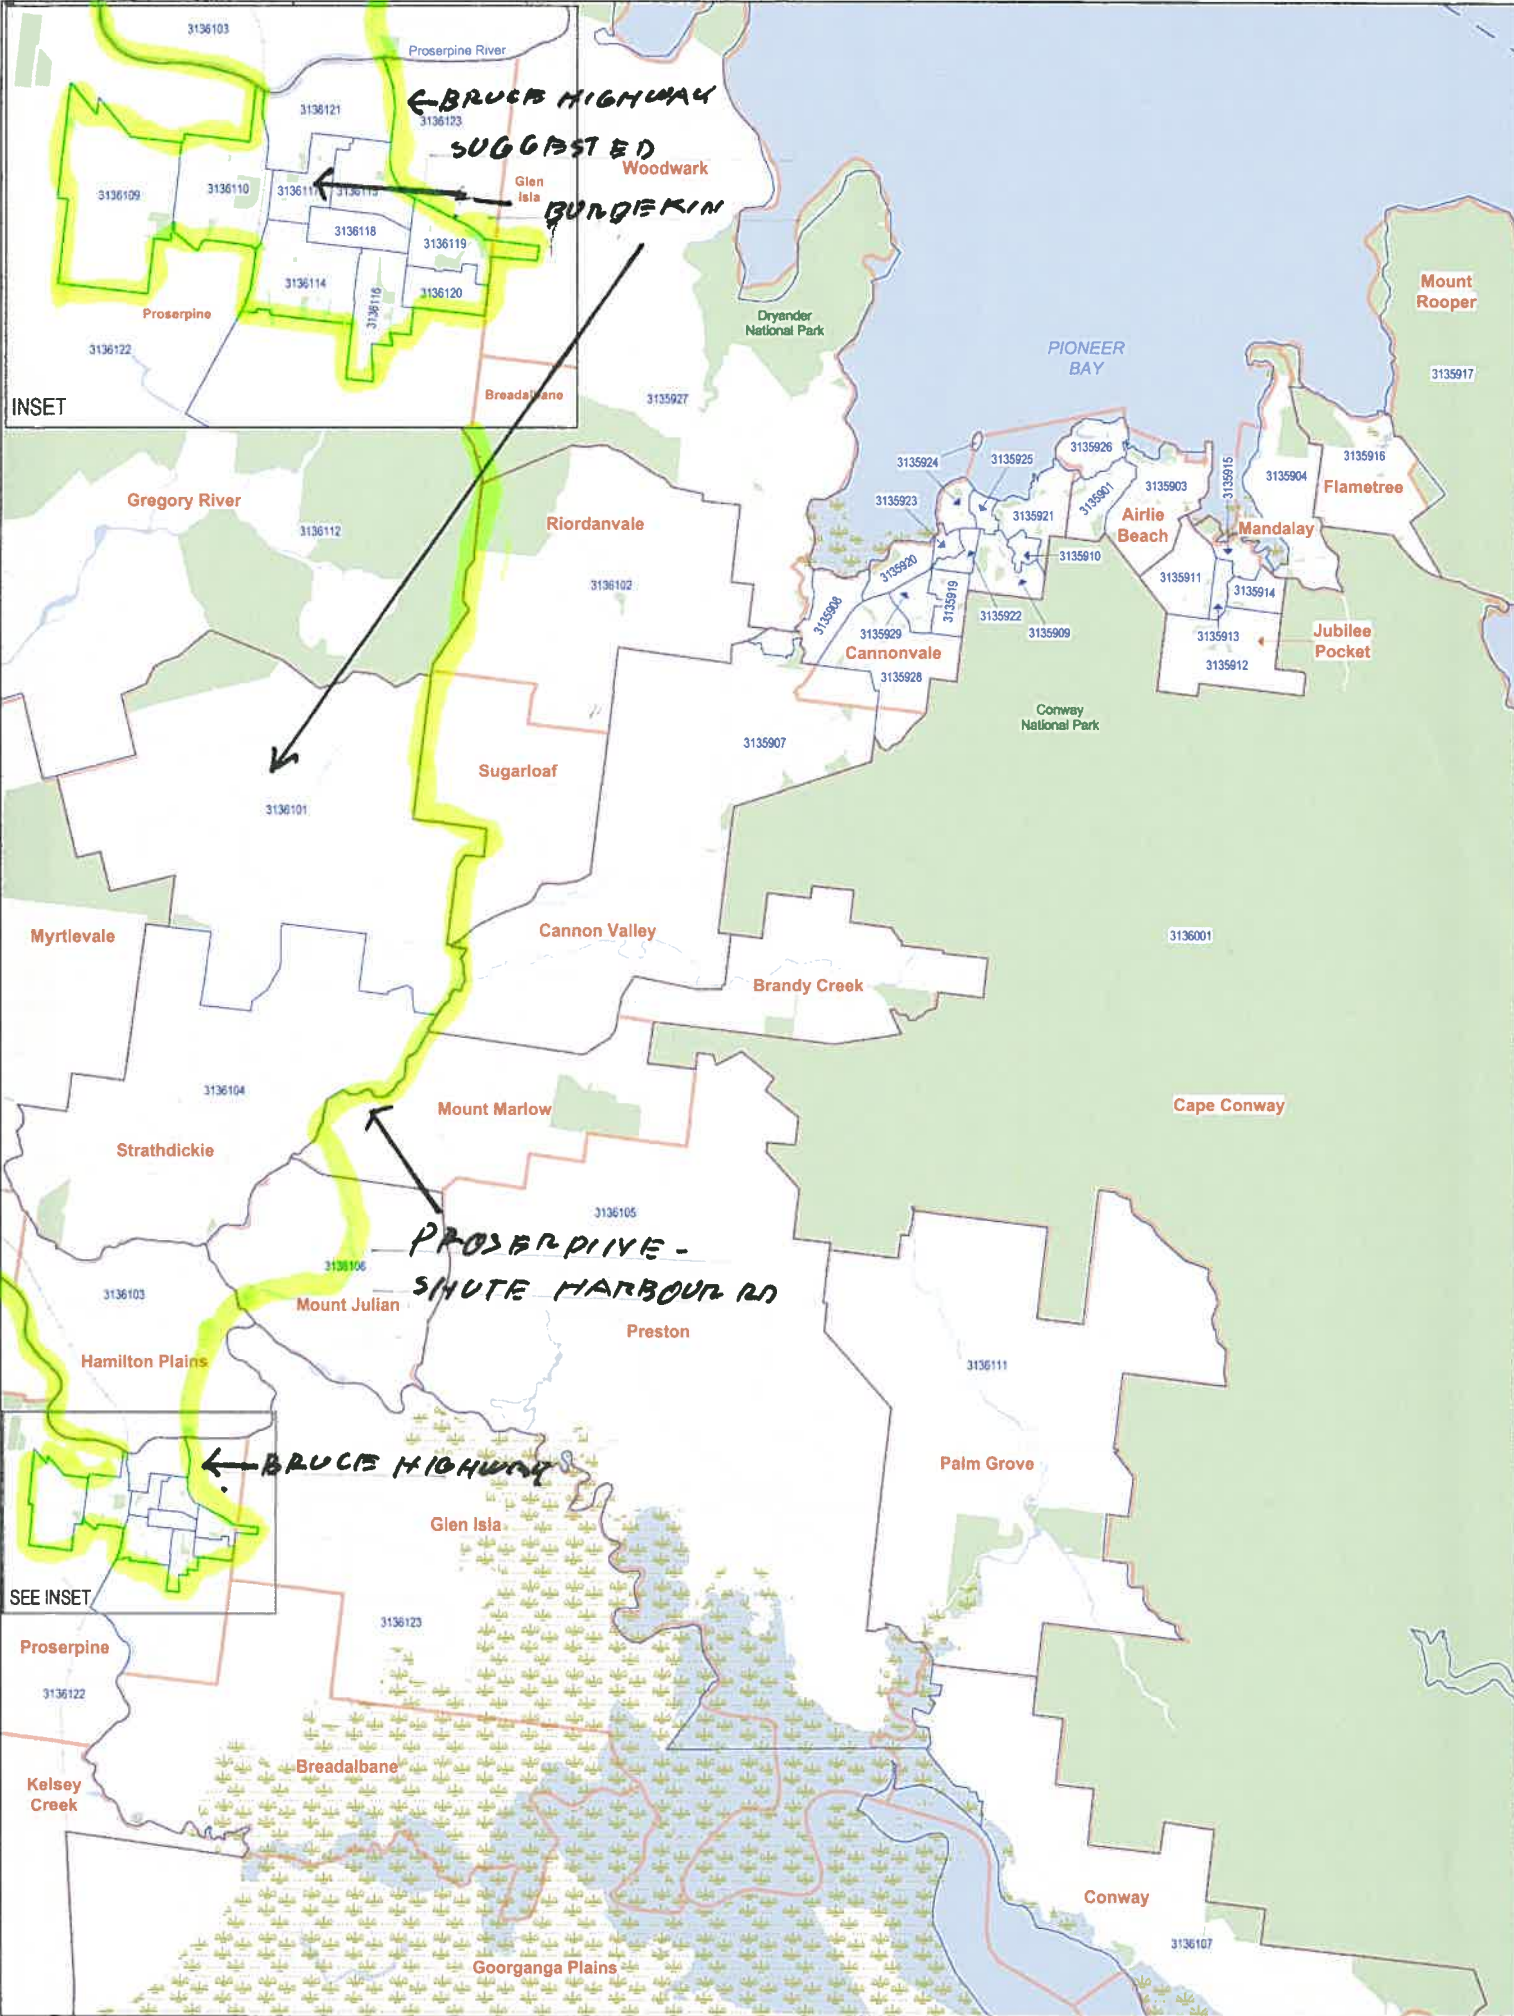 3136103
Proserpine River
←BRUCE HIGHWAY
3136121
3136123
SUGGESTED
Woodwark
3136109
3136110
3136117
3136113
Glen
Isla
BURDEKIN
3136118
3136119
3136114
3136116
3136120
Proserpine
3136122
INSET
Breadalbane
Dryander
National Park
Mount
Rooper
PIONEER
BAY
3135917
3135927
3135926
3135924
3135925
3135915
3135916
3135904
3135903
3135901
Flametree
3135923
3135921
Airlie
Beach
Mandalay
Gregory River
3136112
Riordanvale
3135910
3135920
3135911
3136102
3135908
3135919
3135922
3135914
3135929
3135909
3135913
Jubilee
Pocket
Cannonvale
3135912
3135928
Conway
National Park
3135907
Sugarloaf
3136101
Myrtlevale
Cannon Valley
3136001
Brandy Creek
3136104
Mount Marlow
Cape Conway
Strathdickie
3136105
PROSERPINE-
3136106
SHUTE HARBOUR RD
3136103
Mount Julian
Preston
Hamilton Plains
3136111
←BRUCE HIGHWAY
Palm Grove
Glen Isla
SEE INSET
3136123
Proserpine
3136122
Breadalbane
Kelsey
Creek
Conway
3136107
Goorganga Plains